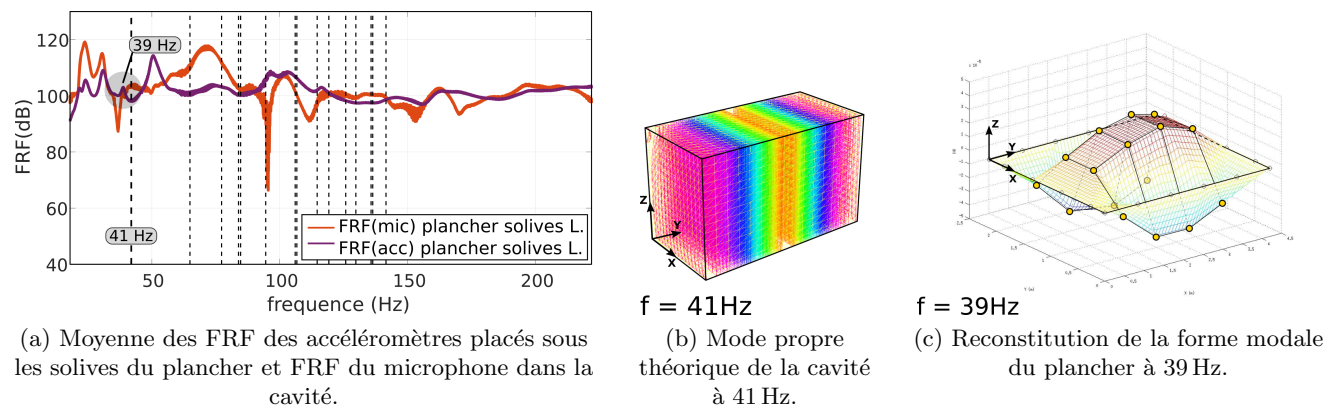 120
100
80
60
40
FRF(dB)
39 Hz
41 Hz
FRF(mic) plancher solives L.
FRF(acc) plancher solives L.
50
100
150
200
frequence (Hz)
(a) Moyenne des FRF des accéléromètres placés sous
les solives du plancher et FRF du microphone dans la
cavité.
Z
Y
X
f = 41Hz
(b) Mode propre
théorique de la cavité
à 41 Hz.
Z
Y
X
f = 39Hz
(c) Reconstitution de la forme modale
du plancher à 39 Hz.